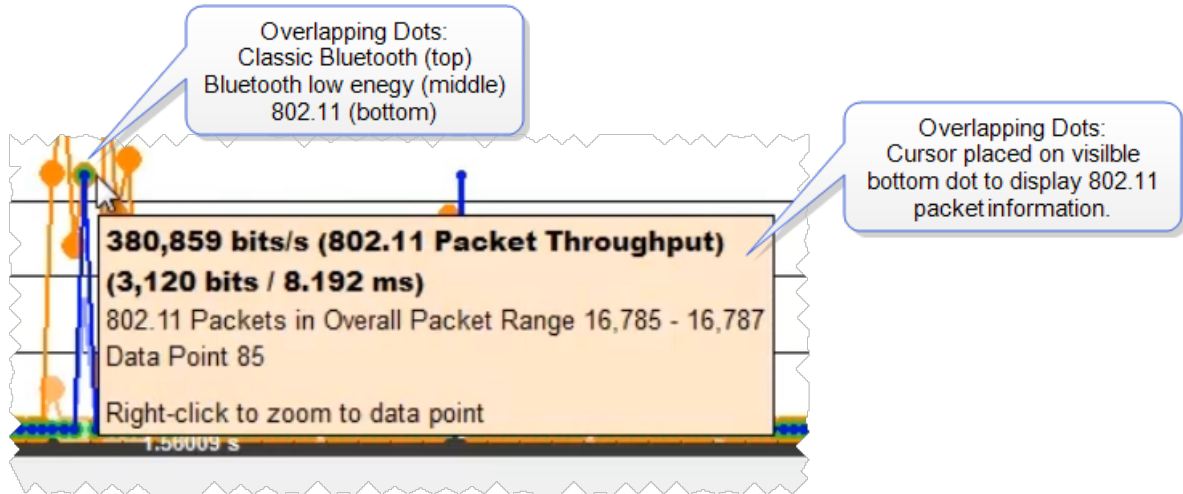 Overlapping Dots:
Classic Bluetooth (top)
Bluetooth low enegy (middle)
802.11 (bottom)
Overlapping Dots:
Cursor placed on visilble
bottom dot to display 802.11
packet information.
380,859 bits/s (802.11 Packet Throughput)
(3,120 bits / 8.192 ms)
802.11 Packets in Overall Packet Range 16,785 - 16,787
Data Point 85
Right-click to zoom to data point
1.56009 s